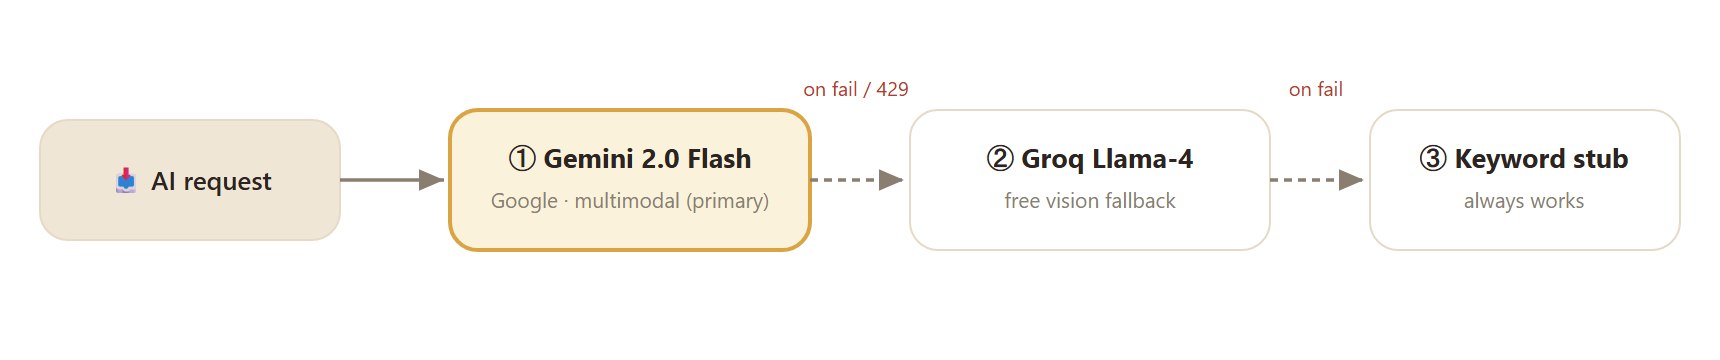 AI request
① Gemini 2.0 Flash
Google · multimodal (primary)
on fail / 429
② Groq Llama-4
free vision fallback
on fail
③ Keyword stub
always works